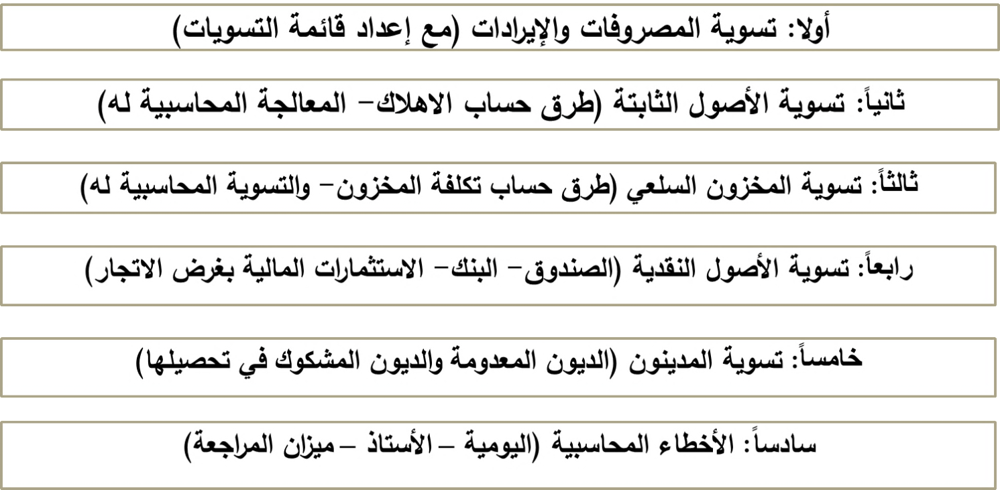 أولا: تسوية المصروفات والإيرادات (مع إعداد قائمة التسويات)
ثانياً: تسوية الأصول الثابتة (طرق حساب الاهلاك– المعالجة المحاسبية له)
ثالثاً: تسوية المخزون السلعي (طرق حساب تكلفة المخزون– والتسوية المحاسبية له)
رابعاً: تسوية الأصول النقدية (الصندوق– البنك– الاستثمارات المالية بغرض الاتجار)
خامساً: تسوية المدينون (الديون المعدومة والديون المشكوك في تحصيلها)
سادساً: الأخطاء المحاسبية (اليومية – الأستاذ – ميزان المراجعة)